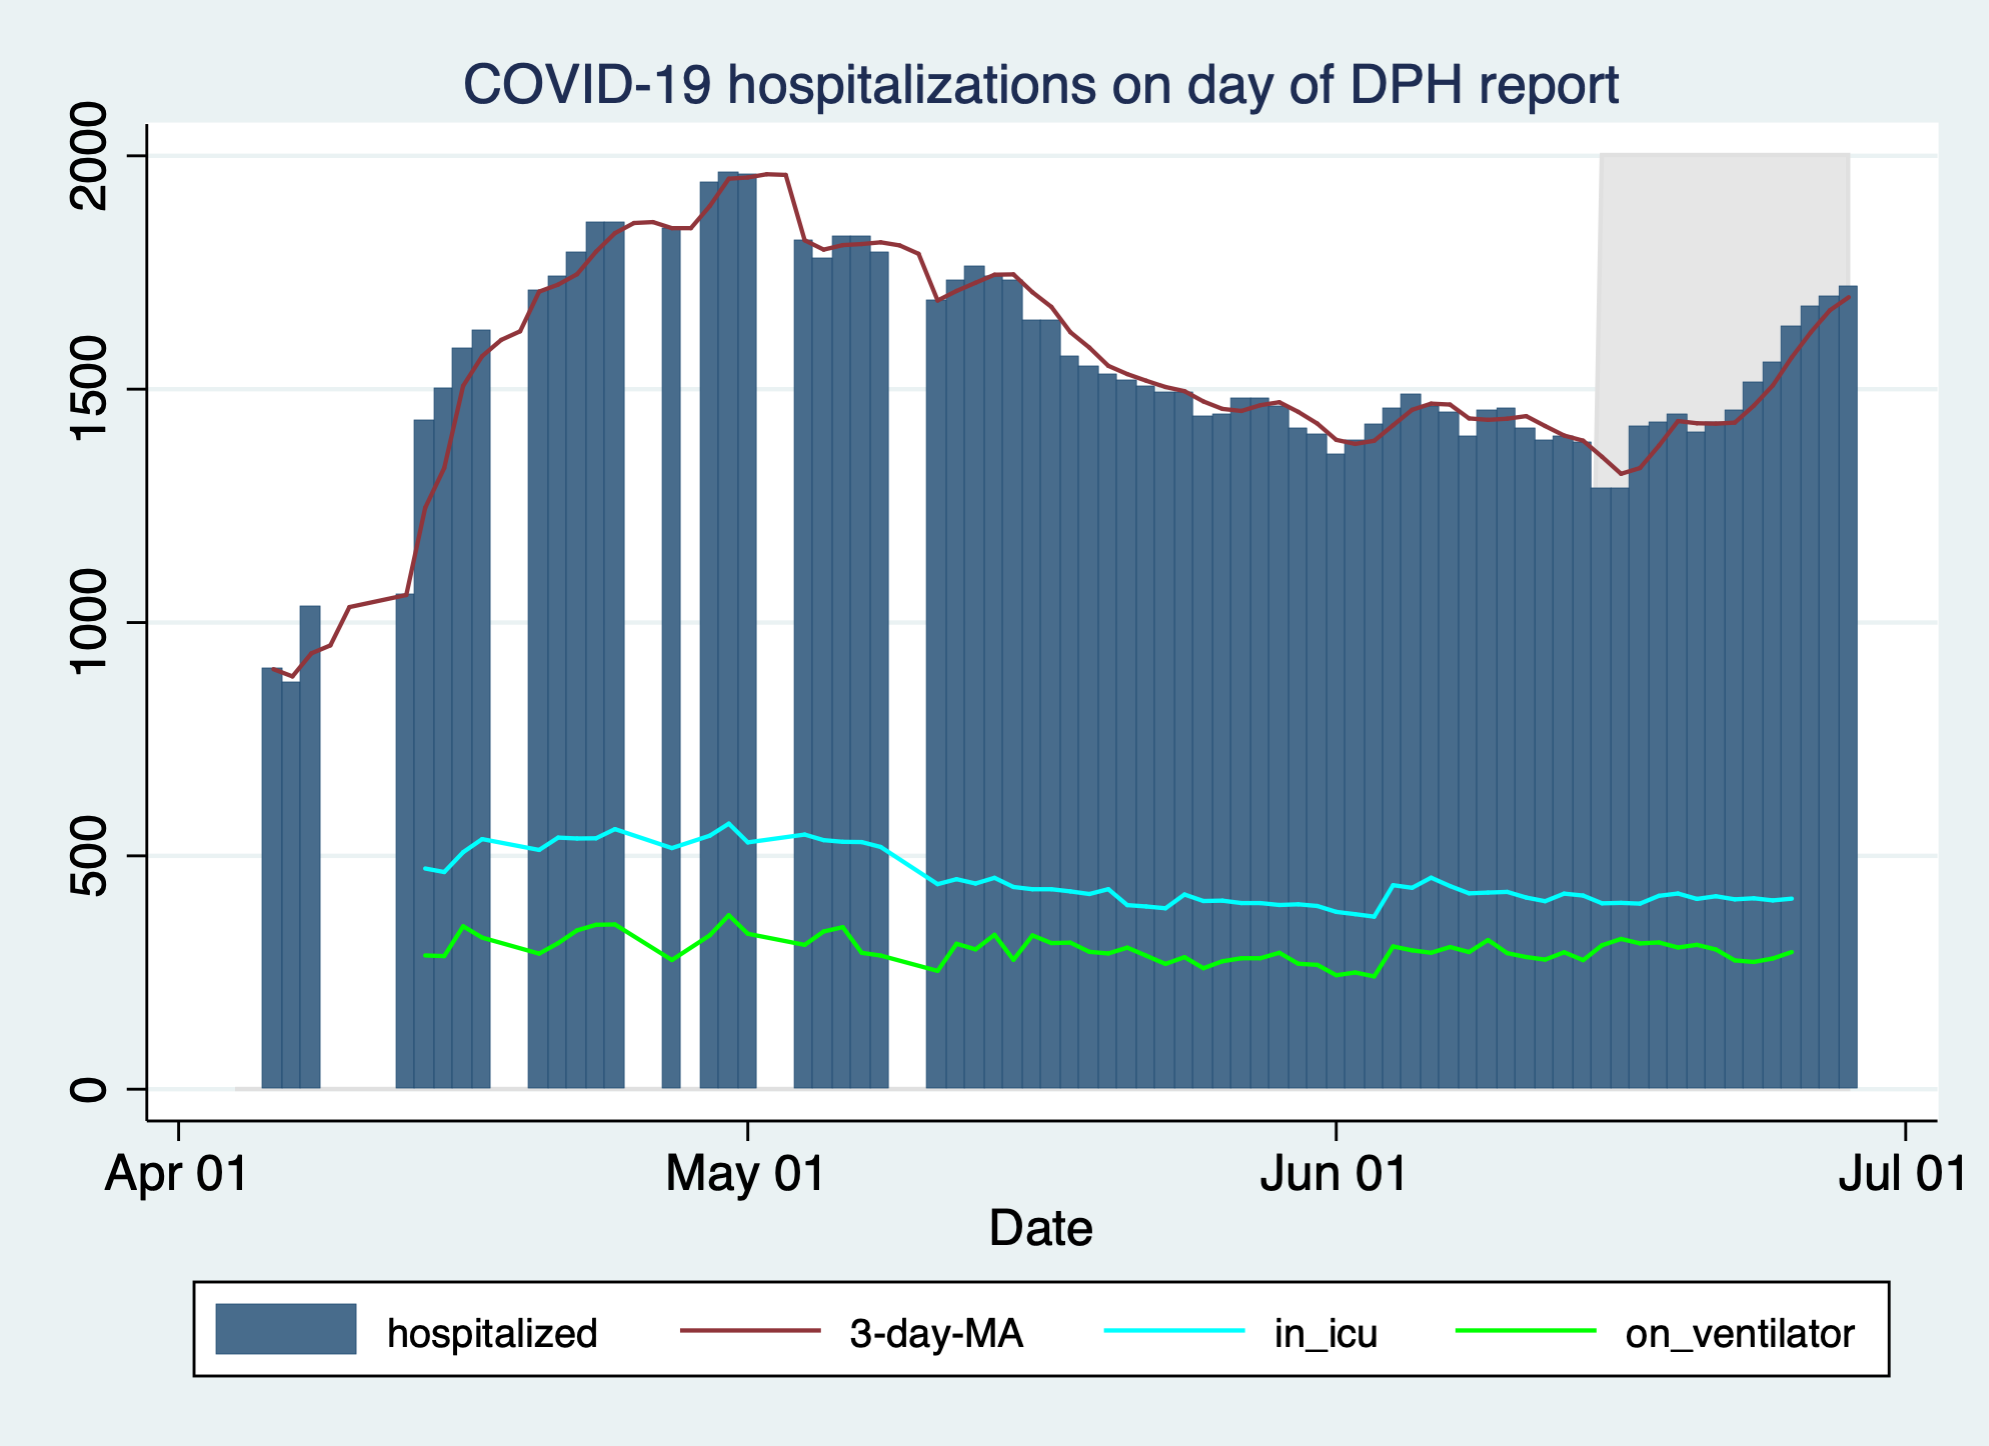 COVID-19 hospitalizations on day of DPH report
2000
1500
1000
500
0
Apr 01 May 01 Jun 01 Jul 01
Date
hospitalized 3-day-MA in_icu on_ventilator